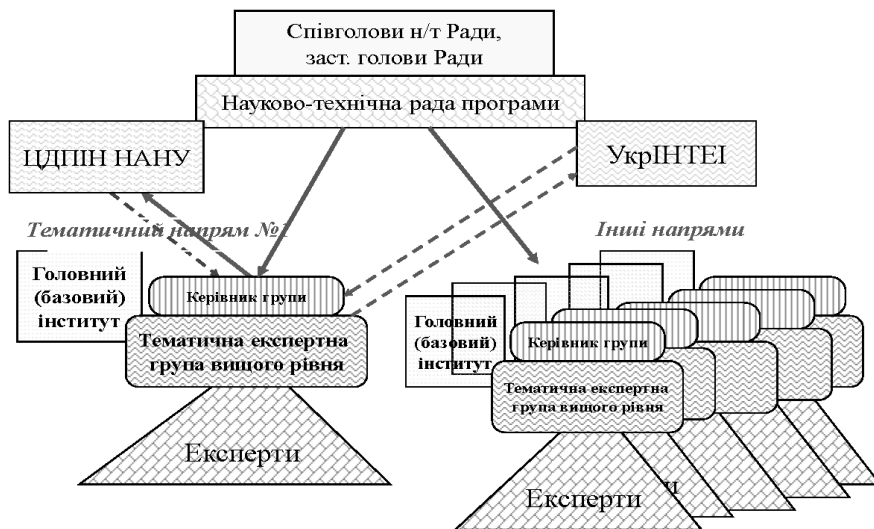 Співголови н/т Ради,
заст. голови Ради
Науково-технічна рада програми
ЦДПІН НАНУ
УкрІНТЕІ
Тематичний напрям №1
Інші напрями
Головний
(базовий)
інститут
Керівник групи
Тематична експертна
група вищого рівня
Експерти
Головний
(базовий)
інститут
Керівник групи
Тематична експертна
група вищого рівня
Експерти
и